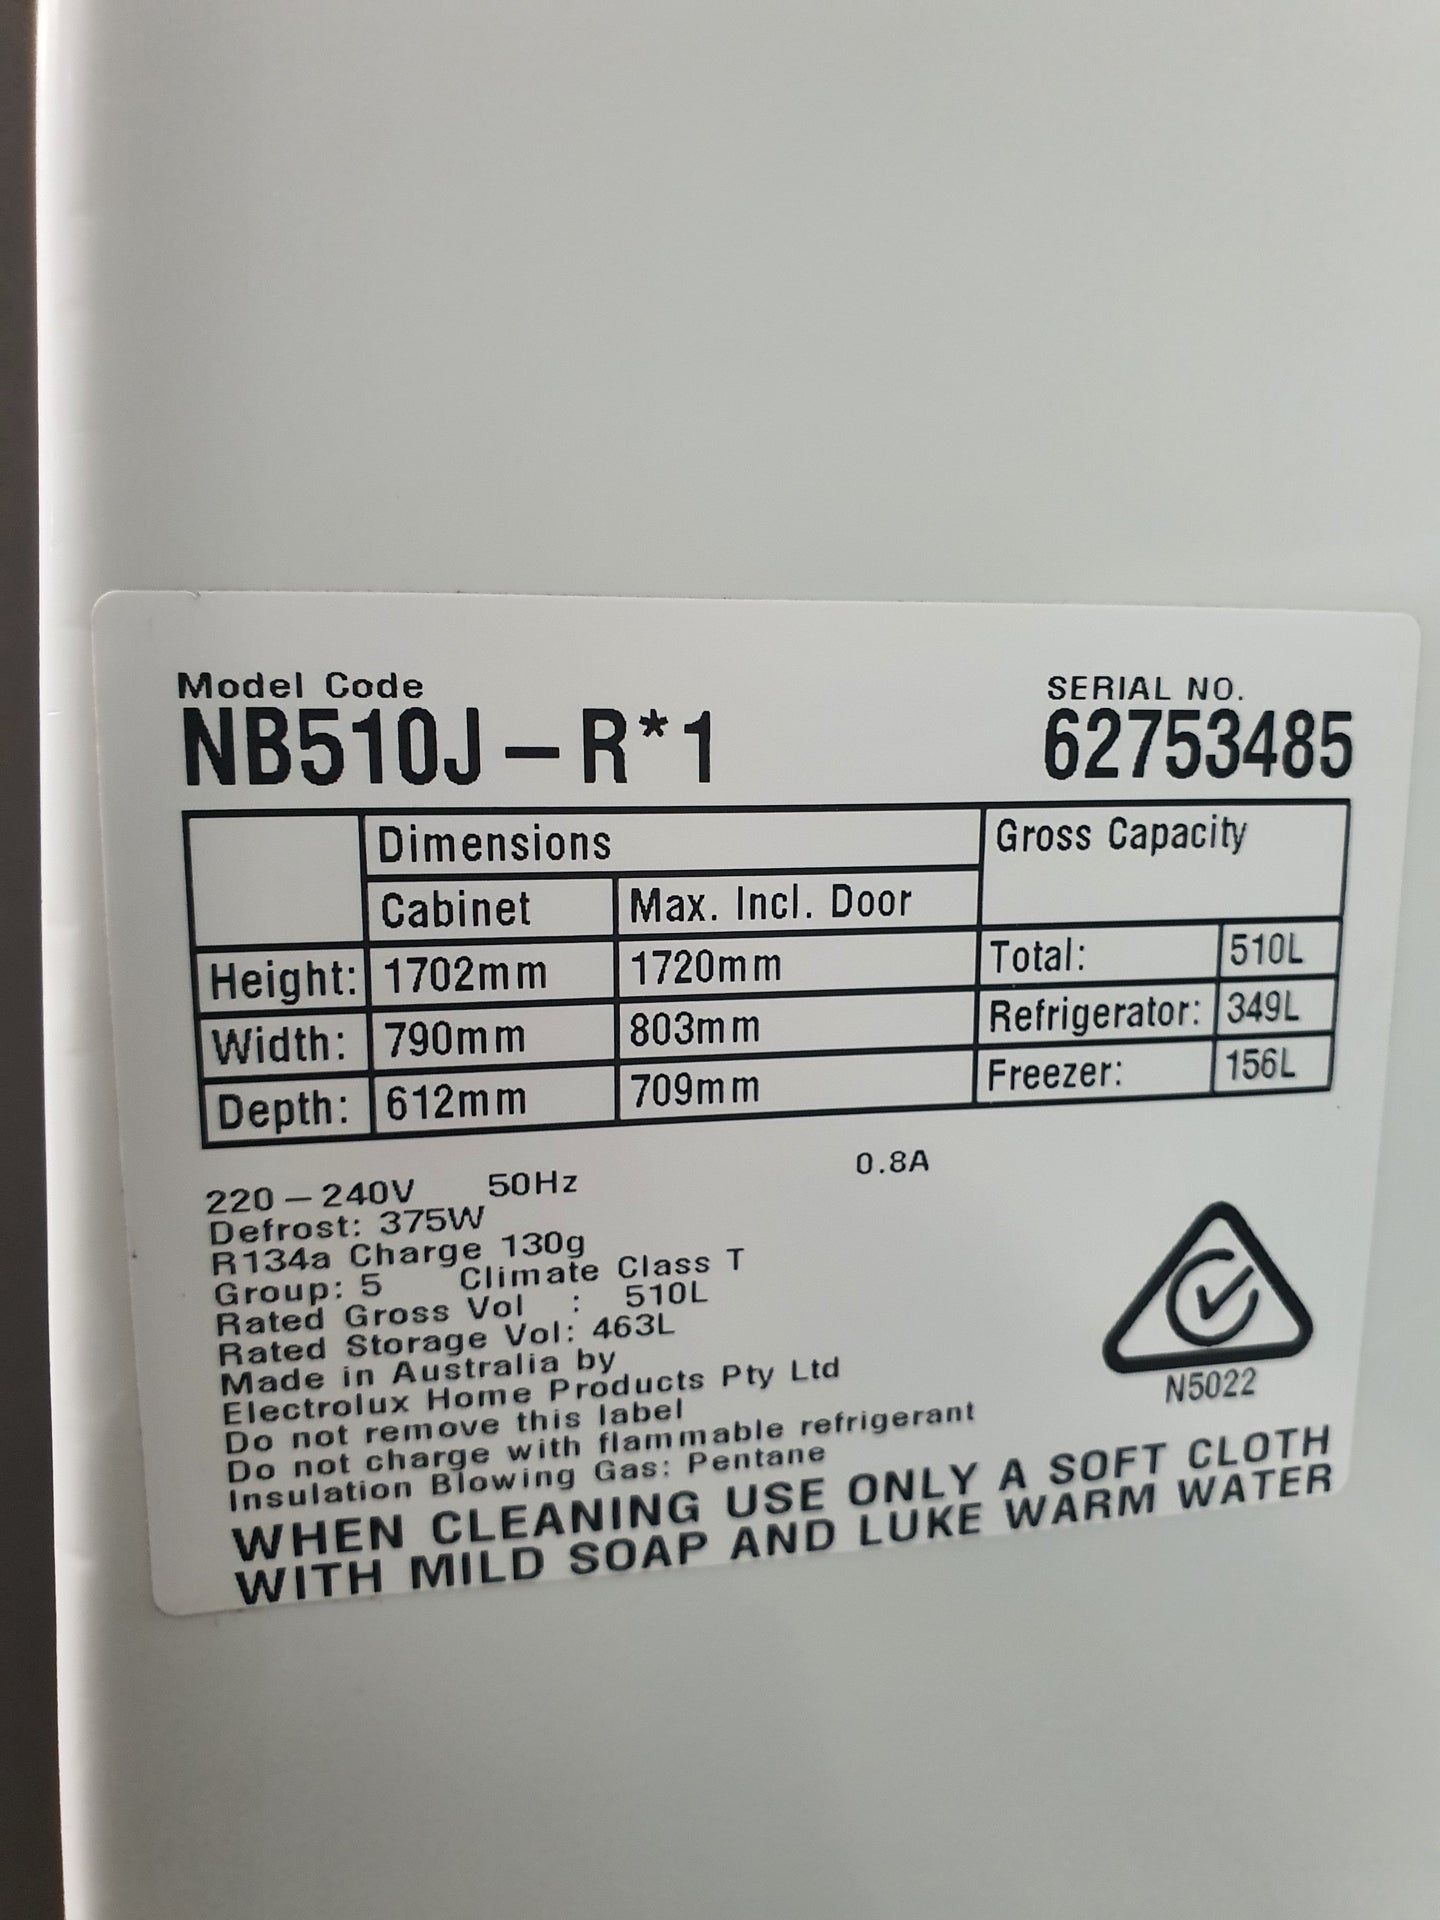 Model Code
SERIAL NO.
NB510J-R*1
62753485
Dimensions
Gross Capacity
Cabinet
Max. Incl. Door
Height: 1702mm 1720mm Total: 510L
Width: 790mm 803mm Refrigerator: 349L
Depth: 612mm 709mm Freezer: 156L
220-240V 50Hz 0.8A
Defrost: 375W
R134a Charge 130g
Group: 5 Climate Class T
Rated Gross Vol : 510L
Rated Storage Vol: 463L
Made in Australia by
Electrolux Home Products Pty Ltd
Do not remove this label
Do not charge with flammable refrigerant
Insulation Blowing Gas: Pentane
N5022
WHEN CLEANING USE ONLY A SOFT CLOTH
WITH MILD SOAP AND LUKE WARM WATER